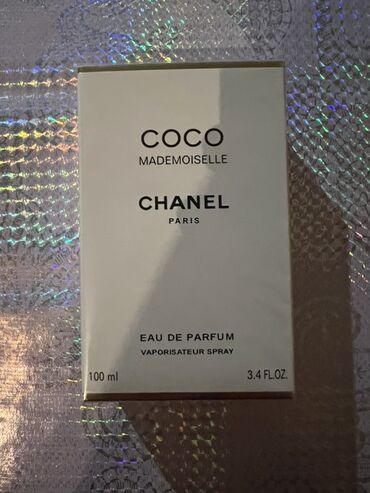 COCO
MADEMOISELLE
CHANEL
PARIS
EAU DE PARFUM
VAPORISATEUR SPRAY
100 ml 3.4 FL.OZ.